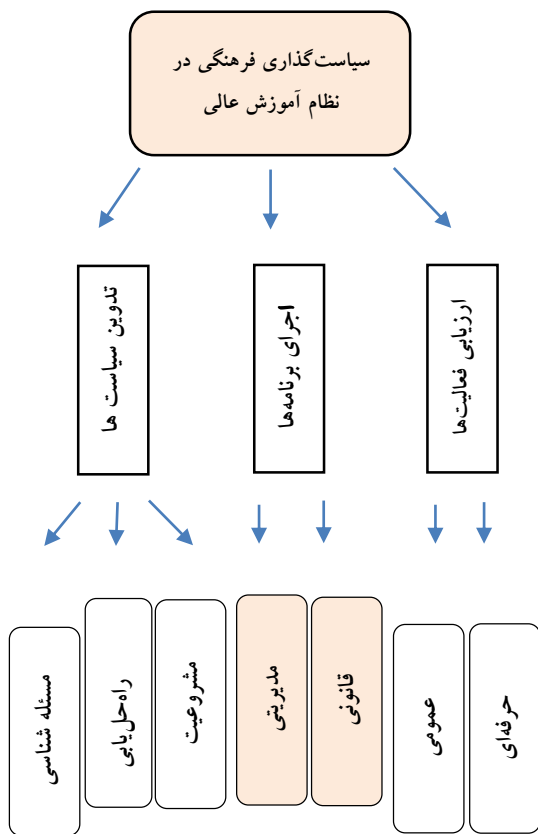 سیاست‌گذاری فرهنگی در
نظام آموزش عالی
ارزیابی فعالیت‌ها
اجرای برنامه‌ها
تدوین سیاست ها
حرفه‌ای
عمومی
قانونی
مدیریتی
مشروعیت
راه‌حل‌یابی
مسئله شناسی